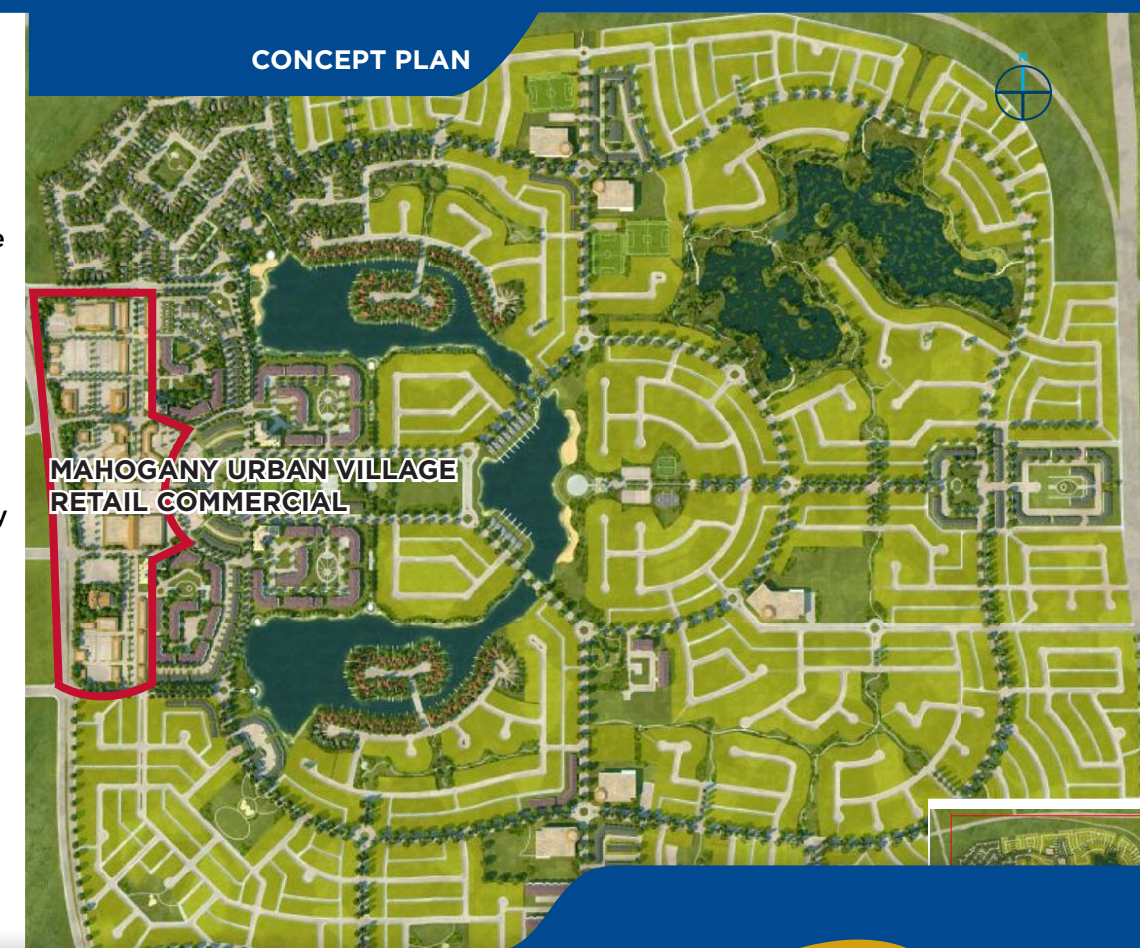 CONCEPT PLAN
N
e
MAHOGANY URBAN VILLAGE
RETAIL COMMERCIAL
y